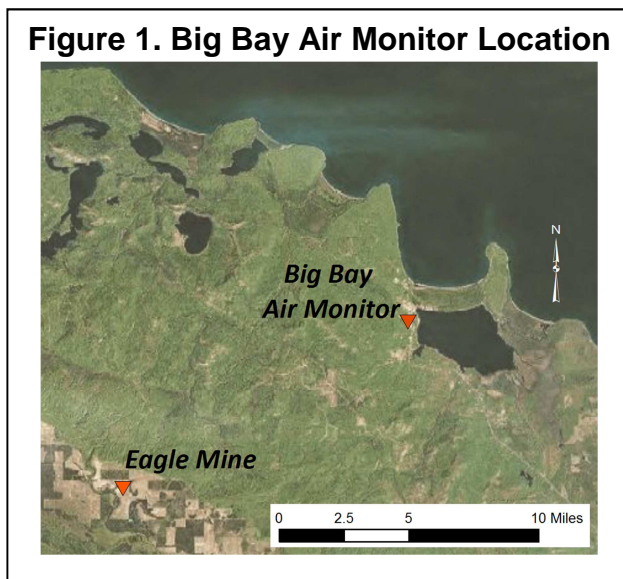 Figure 1. Big Bay Air Monitor Location
N
Big Bay
Air Monitor
Eagle Mine
0 2.5 5 10 Miles